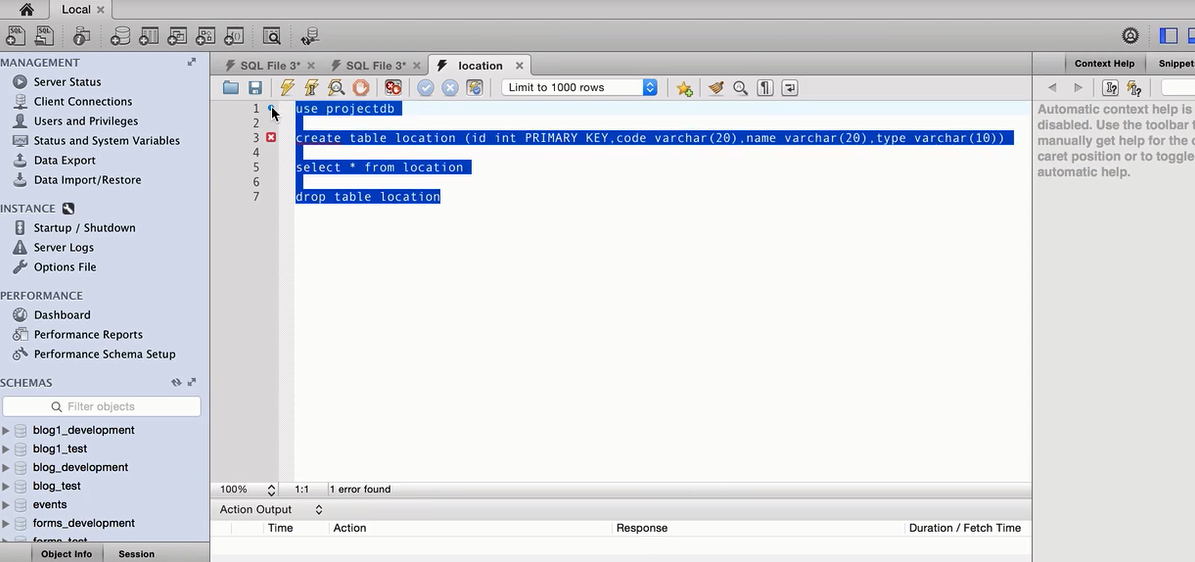 Local
MANAGEMENT
Server Status
Client Connections
Users and Privileges
Status and System Variables
Data Export
Data Import/Restore
INSTANCE
Startup / Shutdown
Server Logs
Options File
PERFORMANCE
Dashboard
Performance Reports
Performance Schema Setup
SCHEMAS
Filter objects
blog1_development
blog1_test
blog_development
blog_test
events
forms_development
forms_test
Object Info Session
SQL File 3* SQL File 3* location
Limit to 1000 rows
1 use projectdb
2
3 create table location (id int PRIMARY KEY,code varchar(20),name varchar(20),type varchar(10))
4
5 select * from location
6
7 drop table location
100% 1:1 1 error found
Action Output
Time Action Response Duration / Fetch Time
Context Help Snippet
Automatic context help is
disabled. Use the toolbar t
manually get help for the c
caret position or to toggle
automatic help.